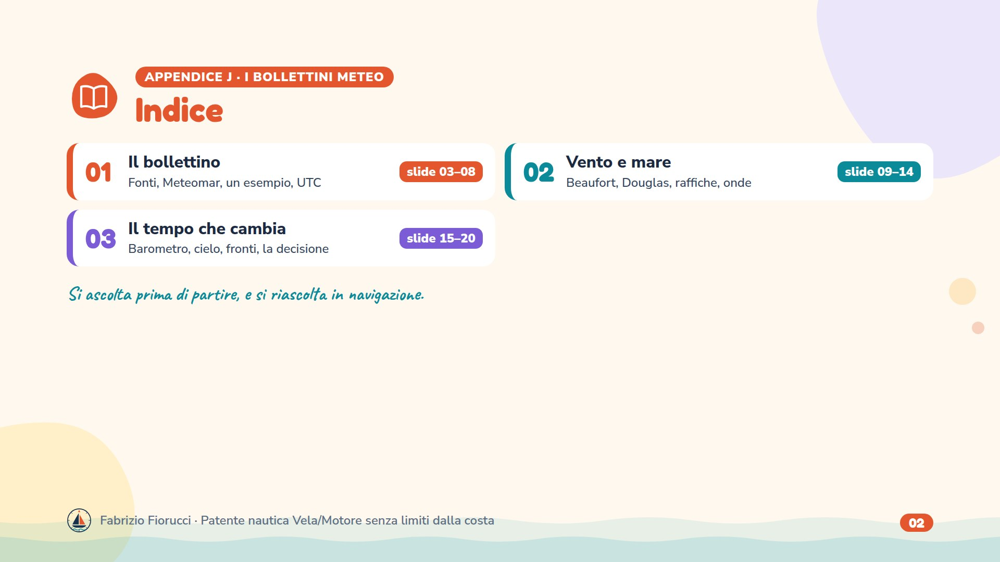 APPENDICE J · I BOLLETTINI METEO
Indice
01
Il bollettino
Fonti, Meteomar, un esempio, UTC
slide 03–08
02
Vento e mare
Beaufort, Douglas, raffiche, onde
slide 09–14
03
Il tempo che cambia
Barometro, cielo, fronti, la decisione
slide 15–20
Si ascolta prima di partire, e si riascolta in navigazione.
Fabrizio Fiorucci · Patente nautica Vela/Motore senza limiti dalla costa
02